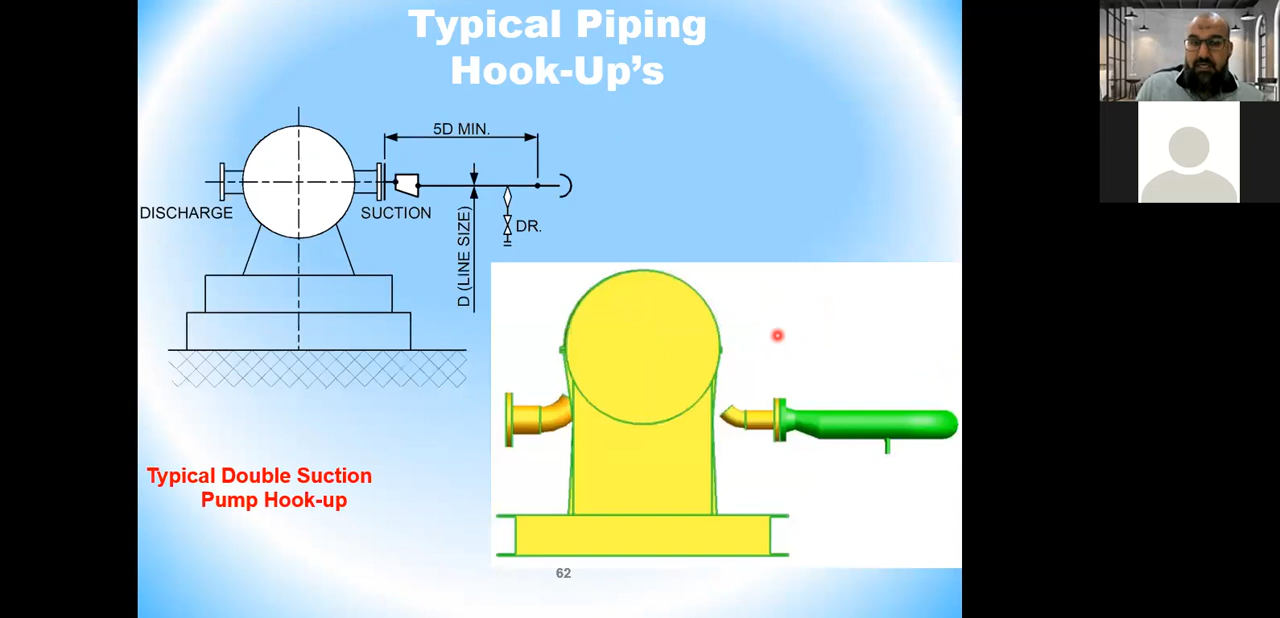 Typical Piping
Hook-Up’s
5D MIN.
DISCHARGE
SUCTION
D (LINE SIZE)
DR.
Typical Double Suction
Pump Hook-up
62